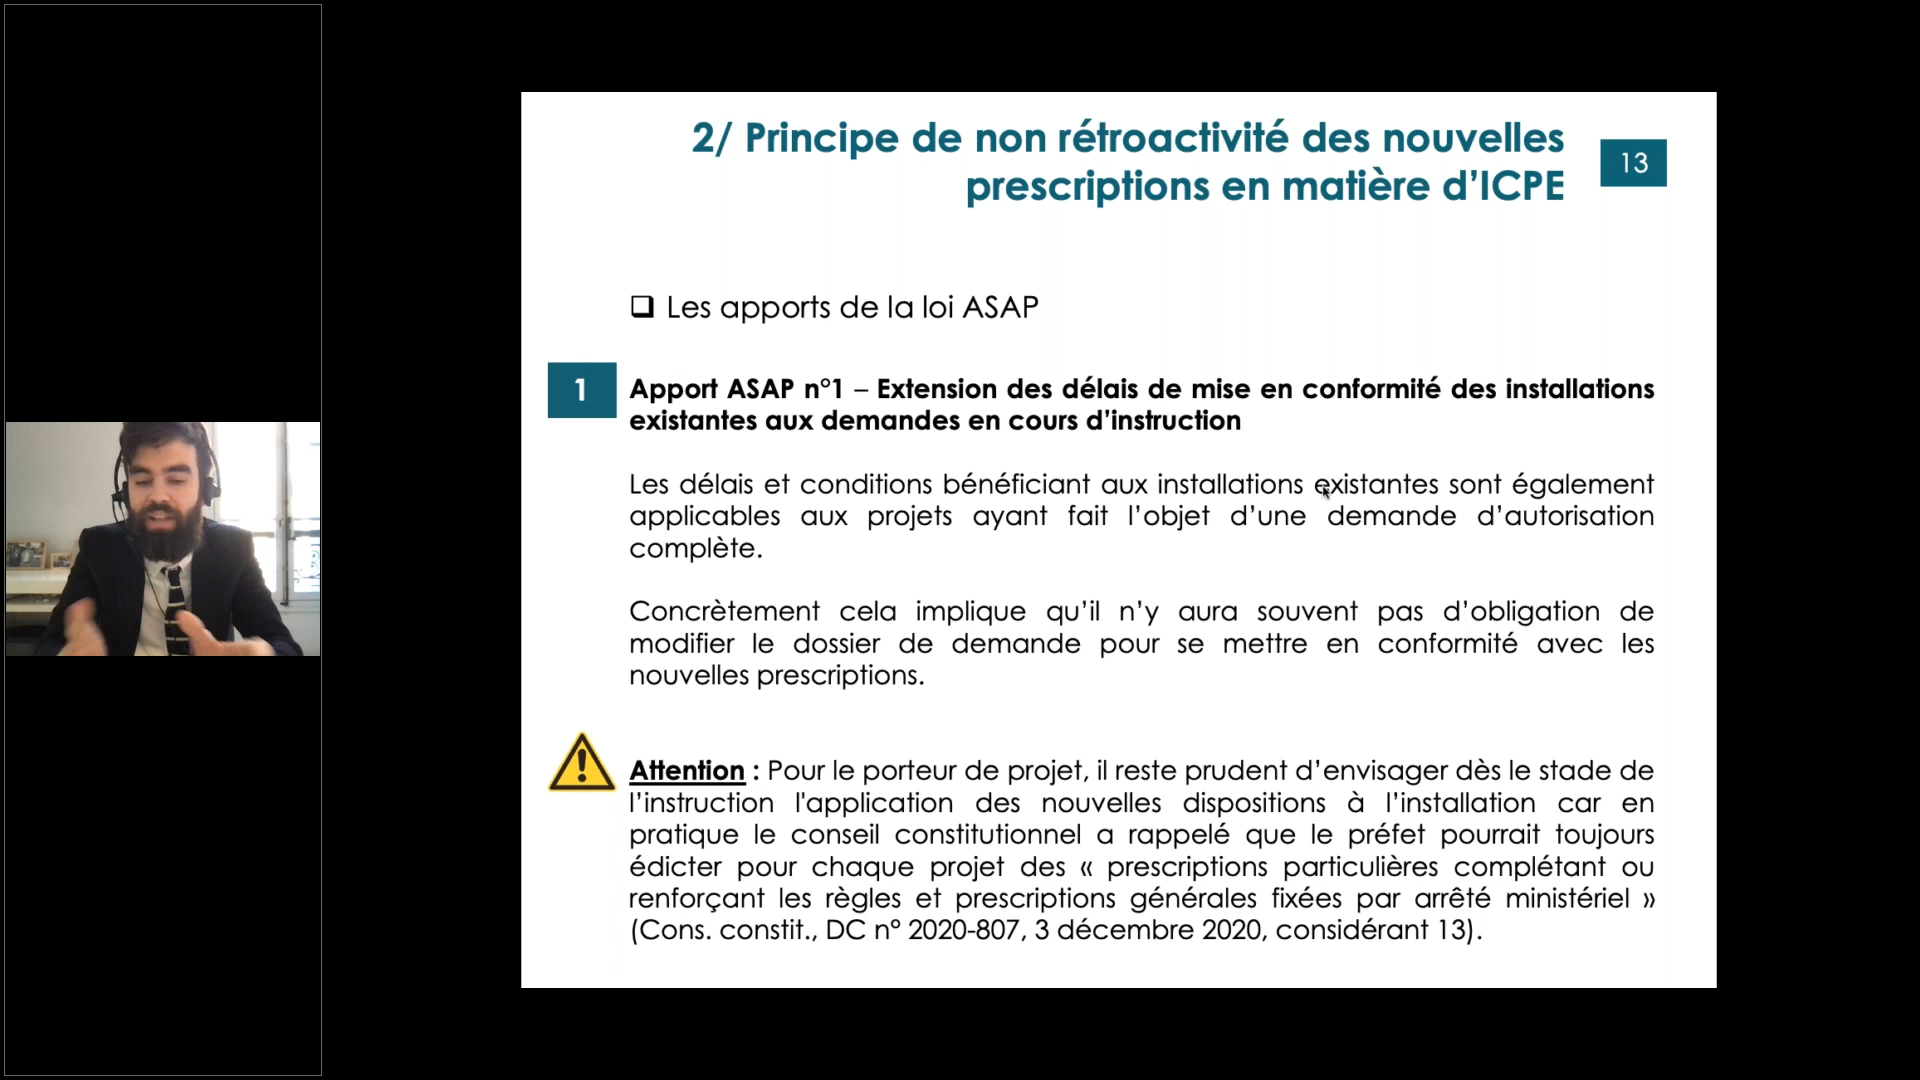 2/ Principe de non rétroactivité des nouvelles
prescriptions en matière d’ICPE
13
Les apports de la loi ASAP
1
Apport ASAP n°1 – Extension des délais de mise en conformité des installations
existantes aux demandes en cours d’instruction
Les délais et conditions bénéficiant aux installations existantes sont également
applicables aux projets ayant fait l’objet d’une demande d’autorisation
complète.
Concrètement cela implique qu’il n’y aura souvent pas d’obligation de
modifier le dossier de demande pour se mettre en conformité avec les
nouvelles prescriptions.
Attention : Pour le porteur de projet, il reste prudent d’envisager dès le stade de
l’instruction l'application des nouvelles dispositions à l’installation car en
pratique le conseil constitutionnel a rappelé que le préfet pourrait toujours
édicter pour chaque projet des « prescriptions particulières complétant ou
renforçant les règles et prescriptions générales fixées par arrêté ministériel »
(Cons. constit., DC n° 2020-807, 3 décembre 2020, considérant 13).